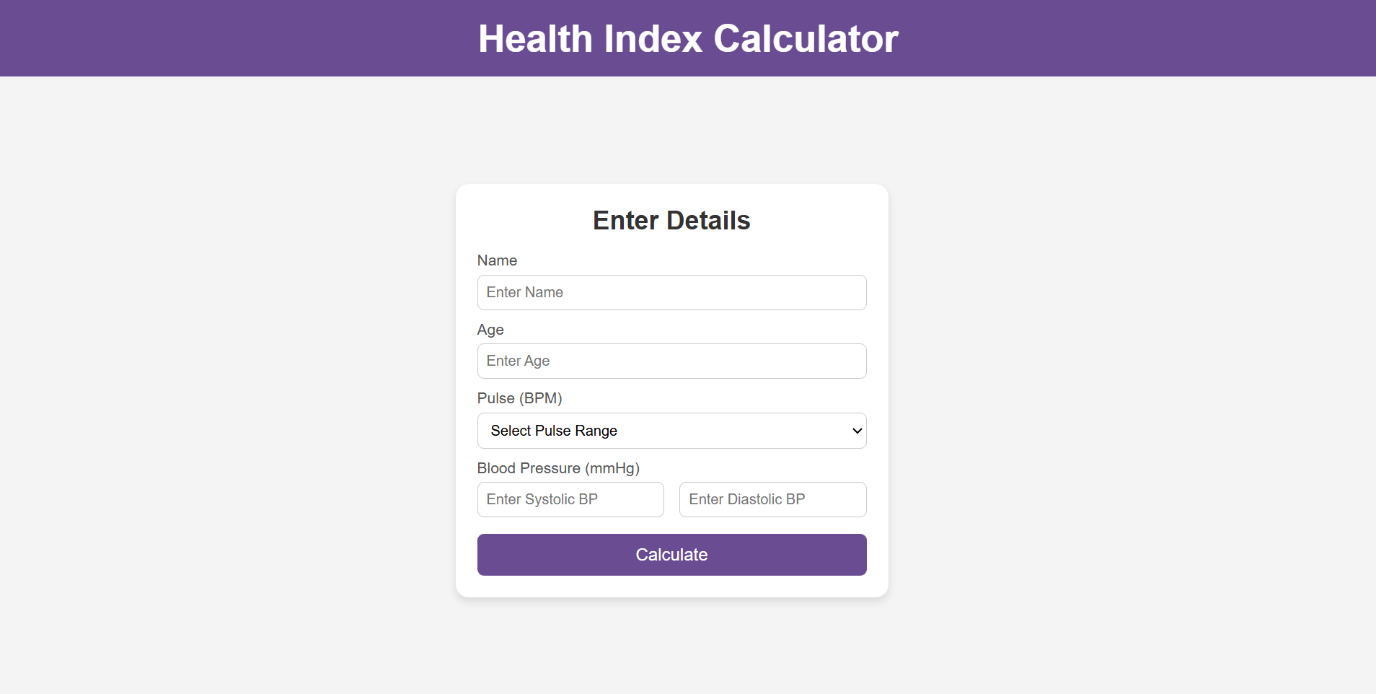 Health Index Calculator
Enter Details
Name
Enter Name
Age
Enter Age
Pulse (BPM)
Select Pulse Range
Blood Pressure (mmHg)
Enter Systolic BP Enter Diastolic BP
Calculate